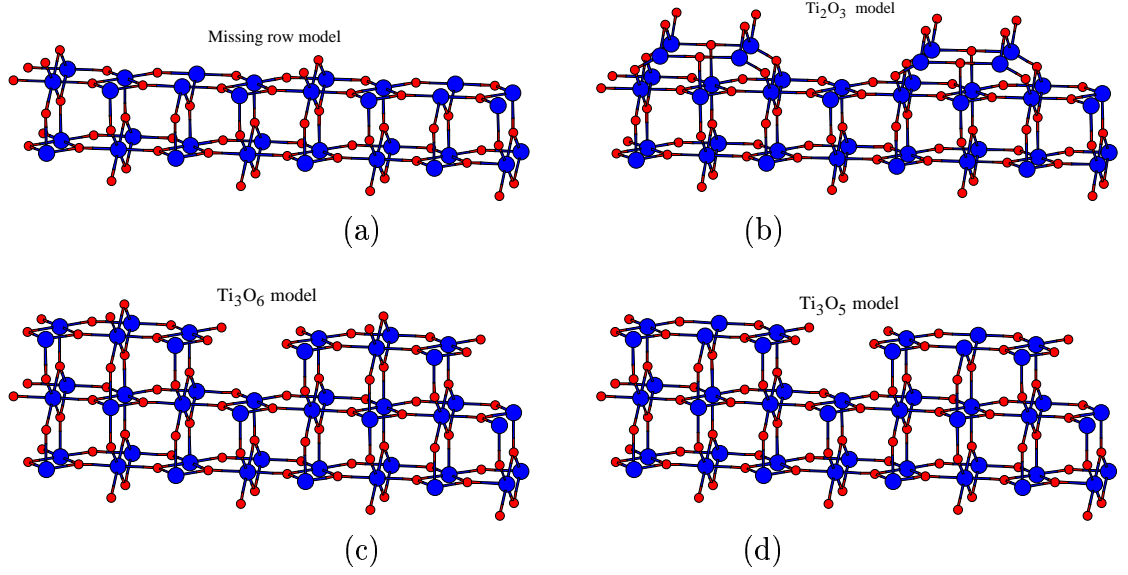 Missing row model
Ti₂O₃ model
(a)
(b)
Ti₃O₆ model
Ti₃O₅ model
(c)
(d)